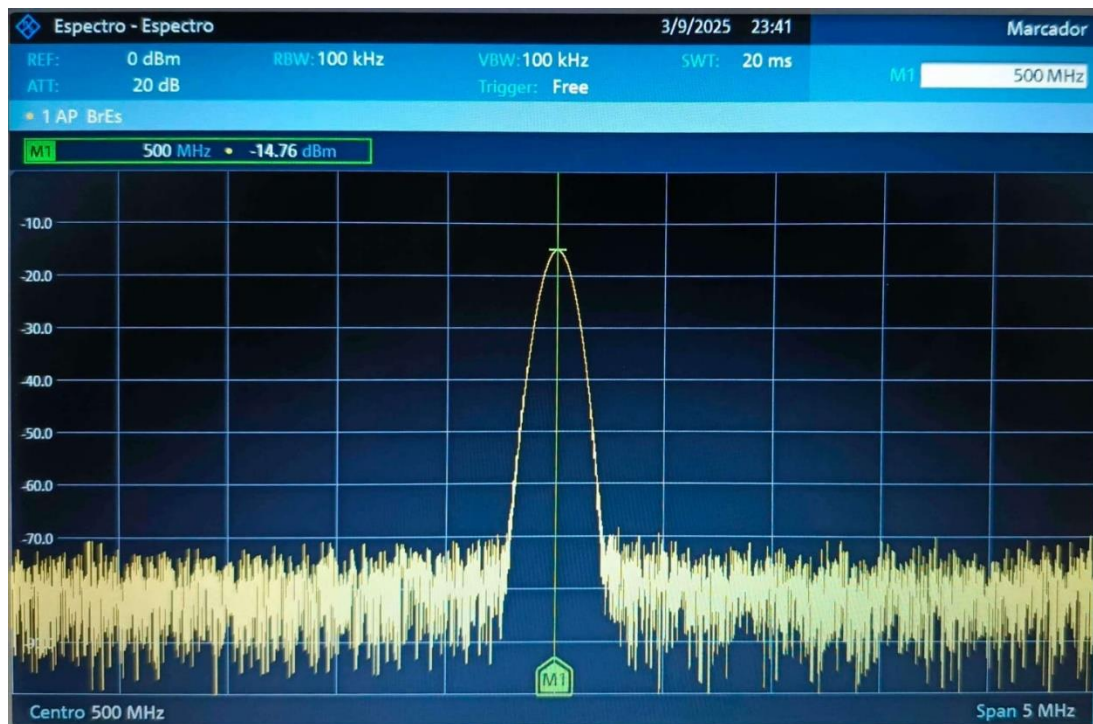 Espectro - Espectro 3/9/2025 23:41 Marcador
REF: 0 dBm RBW: 100 kHz VBW: 100 kHz SWT: 20 ms M1 500 MHz
ATT: 20 dB Trigger: Free
1 AP BrEs
M1 500 MHz -14.76 dBm
-10.0
-20.0
-30.0
-40.0
-50.0
-60.0
-70.0
-90.0
M1
Centro 500 MHz Span 5 MHz